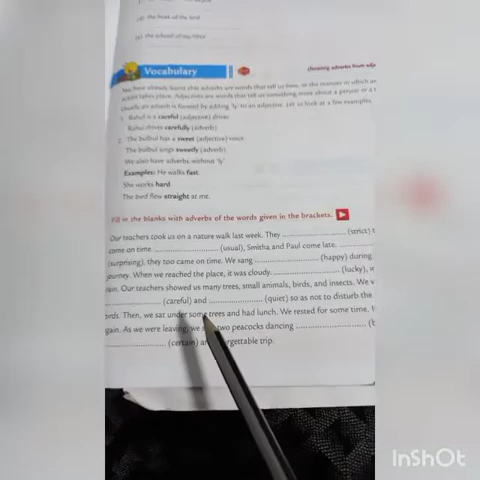 (d) the beak of the bird
(e) the school of my niece
Vocabulary
choosing adverbs from adje
You have already learnt that adverbs are words that tell us how, or the manner in which an
action takes place. Adjectives are words that tell us something more about a person or a t
Usually an adverb is formed by adding 'ly' to an adjective. Let us look at a few examples.
1. Rahul is a careful (adjective) driver.
Rahul drives carefully (adverb)
2. The bulbul has a sweet (adjective) voice.
The bulbul sings sweetly (adverb)
We also have adverbs without 'ly'
Examples: He walks fast.
She works hard.
The bird flew straight at me.
Fill in the blanks with adverbs of the words given in the brackets.
Our teachers took us on a nature walk last week. They .................... (strict) t
come on time. .................... (usual), Smitha and Paul come late. ..........
(surprising), they too came on time. We sang .................... (happy) during
journey. When we reached the place, it was cloudy. .................... (lucky), 
ain. Our teachers showed us many trees, small animals, birds, and insects. We
.................... (careful) and .................... (quiet) so as not to disturb the
irds. Then, we sat under some trees and had lunch. We rested for some time.
gain. As we were leaving, we two peacocks dancing .................... (b
.................... (certain) trip.
InShOt